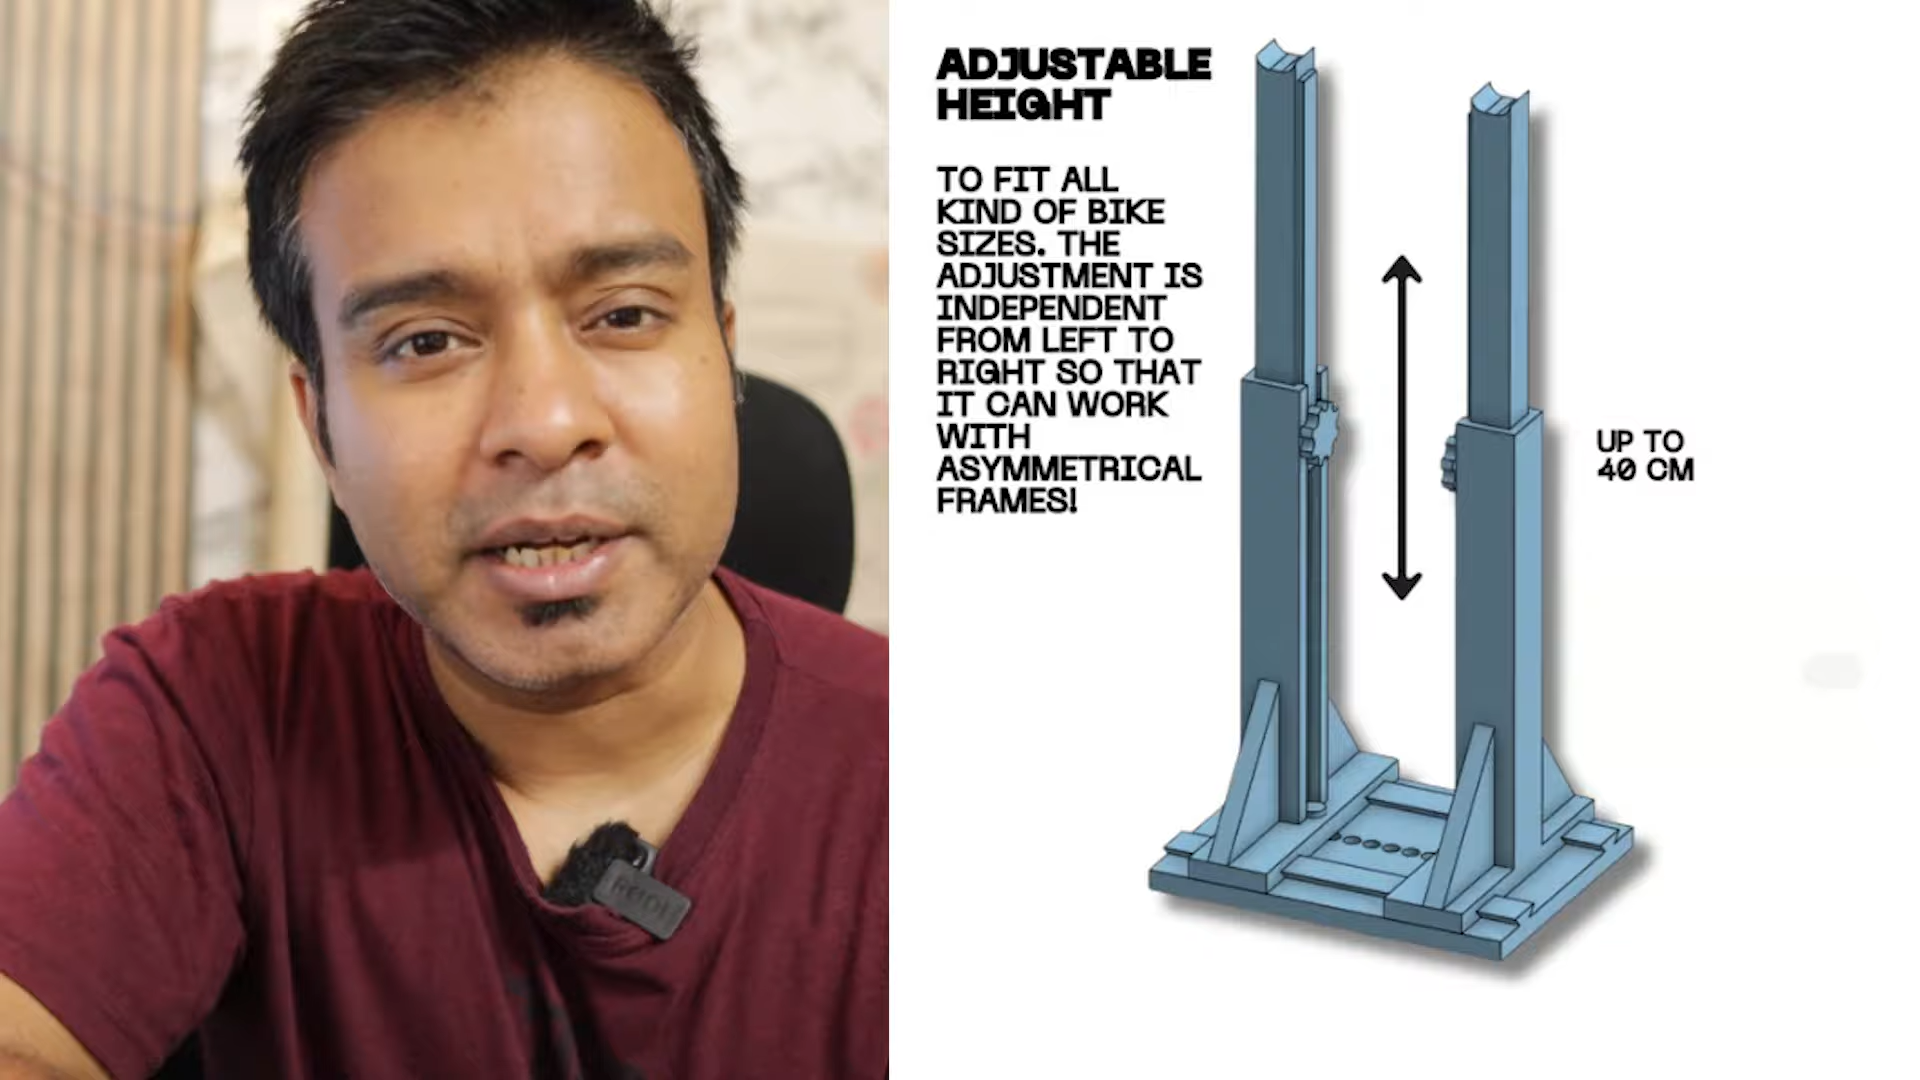 ADJUSTABLE
HEIGHT
TO FIT ALL
KIND OF BIKE
SIZES. THE
ADJUSTMENT IS
INDEPENDENT
FROM LEFT TO
RIGHT SO THAT
IT CAN WORK
WITH
ASYMMETRICAL
FRAMES!
UP TO
40 CM